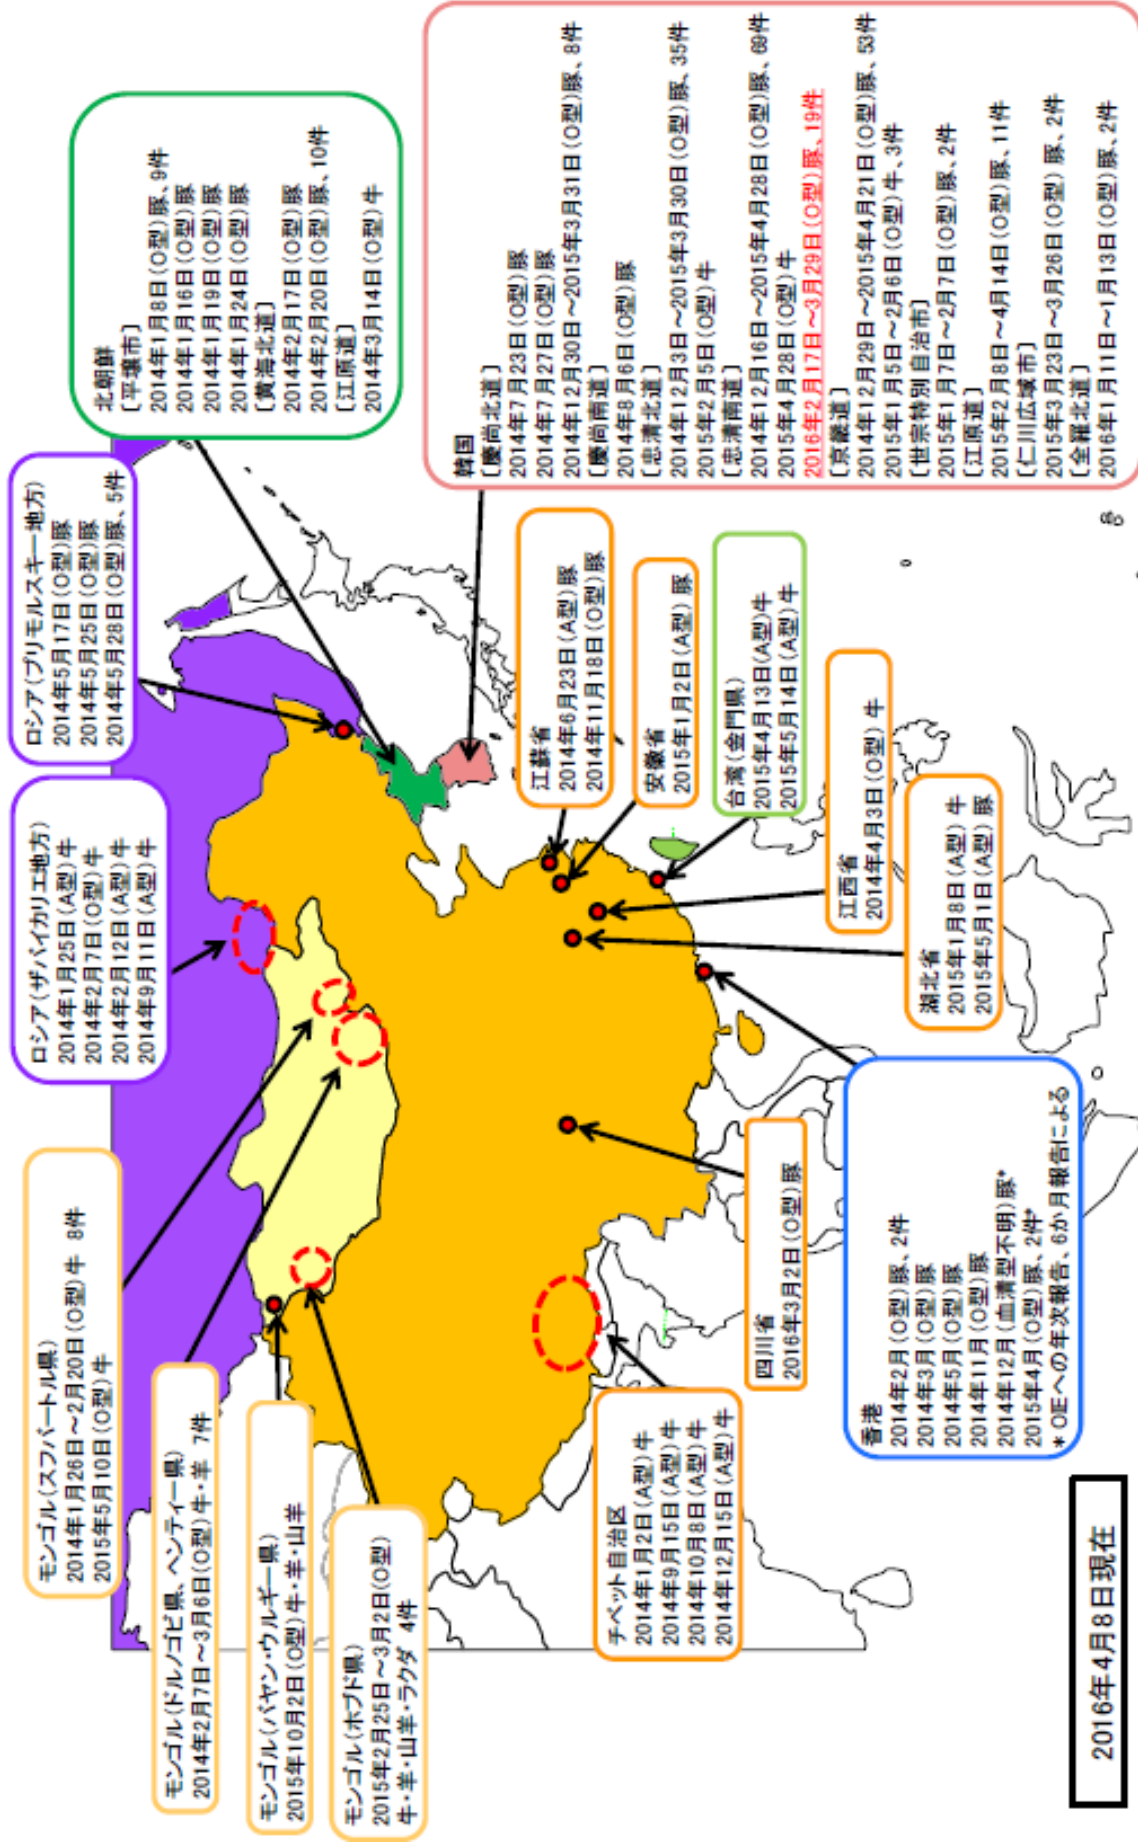 モンゴル(スフバートル県)
2014年1月26日～2月20日(O型)牛 8件
2015年5月10日(O型)牛
モンゴル(ドルノゴビ県、ヘンティー県)
2014年2月7日～3月6日(O型)牛・羊 7件
モンゴル(バヤン・ウルギー県)
2015年10月2日(O型)牛・羊・山羊
モンゴル(ホブド県)
2015年2月25日～3月2日(O型)
牛・羊・山羊・ラクダ 4件
ロシア(ザバイカリエ地方)
2014年1月25日(A型)牛
2014年2月7日(O型)牛
2014年2月12日(A型)牛
2014年9月11日(A型)牛
ロシア(プリモルスキー地方)
2014年5月17日(O型)豚
2014年5月25日(O型)豚
2014年5月28日(O型)豚、5件
北朝鮮
[平壌市]
2014年1月8日(O型)豚、9件
2014年1月16日(O型)豚
2014年1月19日(O型)豚
2014年1月24日(O型)豚
[黄海北道]
2014年2月17日(O型)豚
2014年2月20日(O型)豚、10件
[江原道]
2014年3月14日(O型)牛
韓国
[慶尚北道]
2014年7月23日(O型)豚
2014年7月27日(O型)豚
2014年12月30日～2015年3月31日(O型)豚、8件
[慶尚南道]
2014年8月6日(O型)豚
[忠清北道]
2014年12月3日～2015年3月30日(O型)豚、35件
2015年2月5日(O型)牛
[忠清南道]
2014年12月16日～2015年4月28日(O型)豚、69件
2015年4月28日(O型)牛
2016年2月17日～3月29日(O型)豚、19件
[京畿道]
2014年12月29日～2015年4月21日(O型)豚、53件
2015年1月5日～2月6日(O型)牛、3件
[世宗特別自治市]
2015年1月7日～2月7日(O型)豚、2件
[江原道]
2015年2月8日～4月14日(O型)豚、11件
[仁川広域市]
2015年3月23日～3月26日(O型)豚、2件
[全羅北道]
2016年1月11日～1月13日(O型)豚、2件
江蘇省
2014年6月23日(A型)豚
2014年11月18日(O型)豚
安徽省
2015年1月2日(A型)豚
台湾(金門県)
2015年4月13日(A型)牛
2015年5月14日(A型)牛
江西省
2014年4月3日(O型)牛
湖北省
2015年1月8日(A型)牛
2015年5月1日(A型)豚
四川省
2016年3月2日(O型)豚
チベット自治区
2014年1月2日(A型)牛
2014年9月15日(A型)牛
2014年10月8日(A型)牛
2014年12月15日(A型)牛
香港
2014年2月(O型)豚、2件
2014年3月(O型)豚
2014年5月(O型)豚
2014年11月(O型)豚
2014年12月(血清型不明)豚*
2015年4月(O型)豚、2件*
* OIEへの年次報告、6か月報告による
2016年4月8日現在